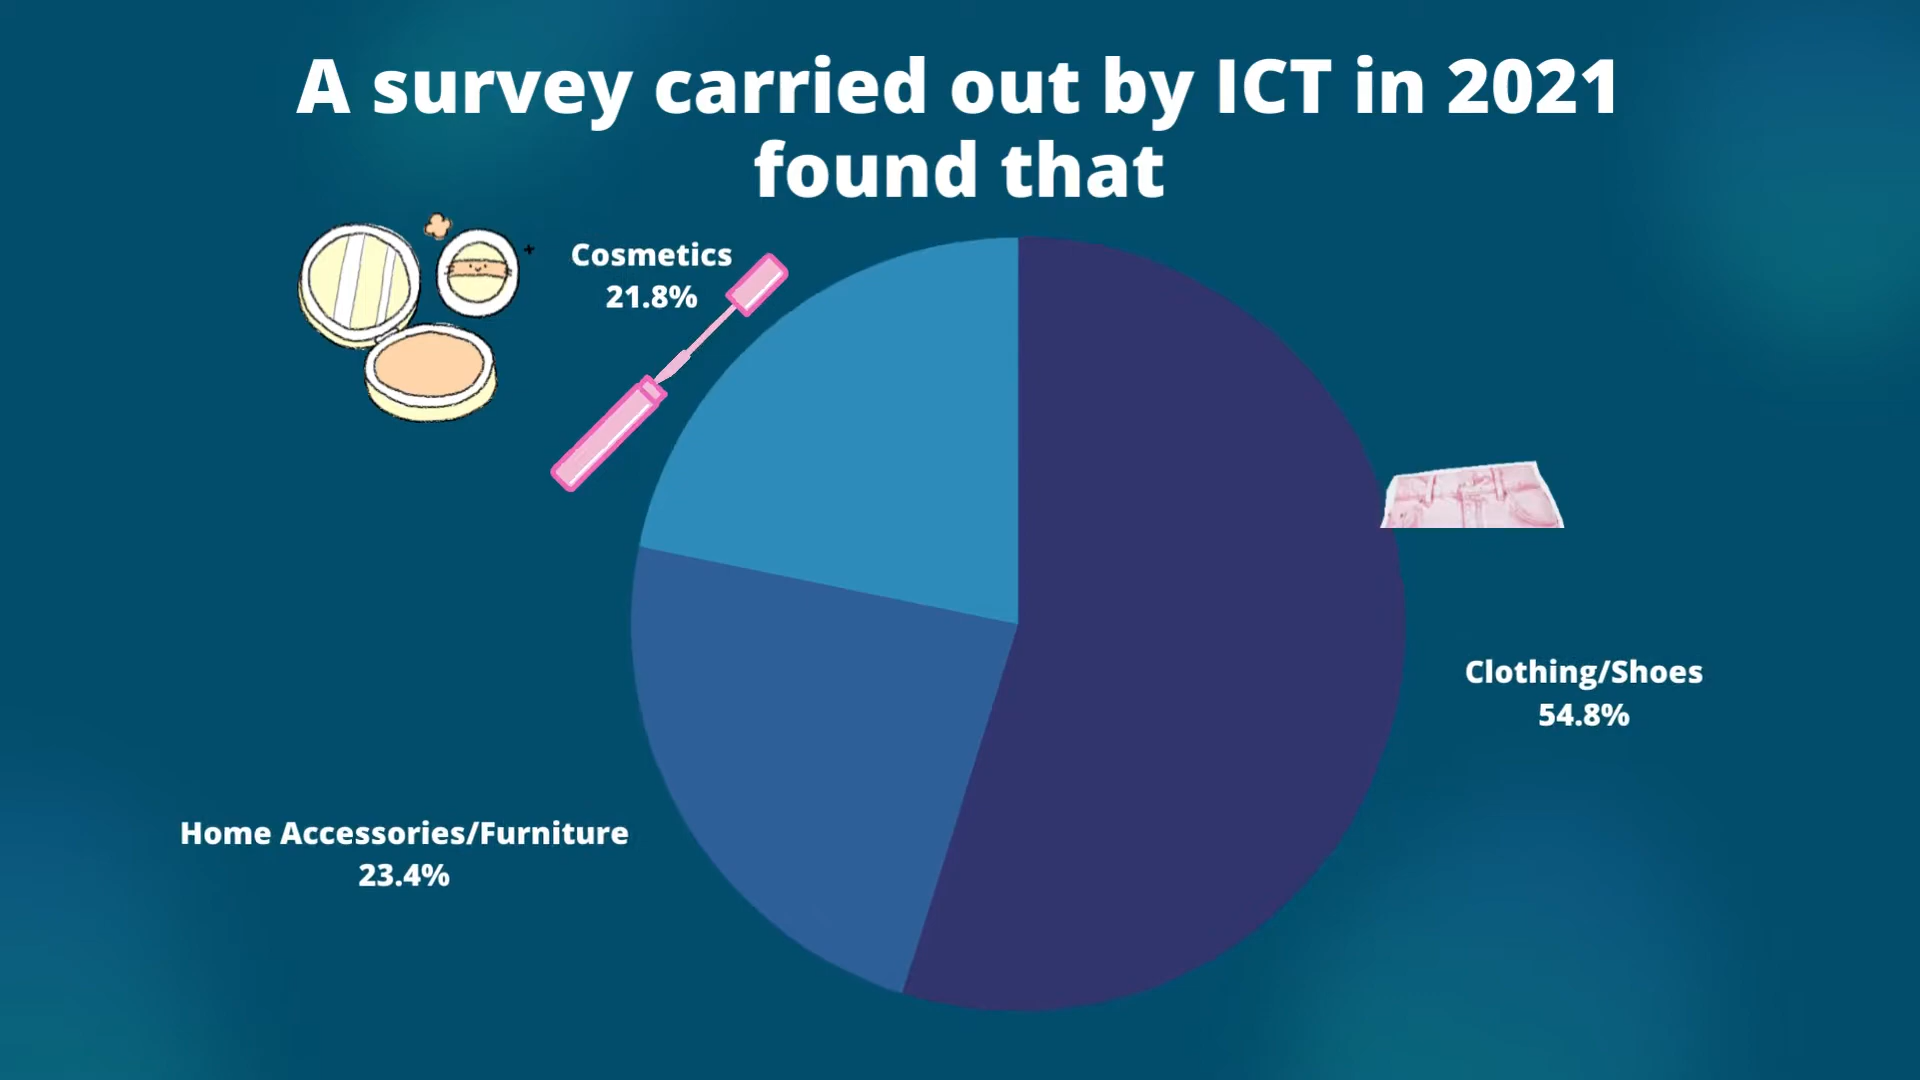 A survey carried out by ICT in 2021
found that
Cosmetics
21.8%
Clothing/Shoes
54.8%
Home Accessories/Furniture
23.4%